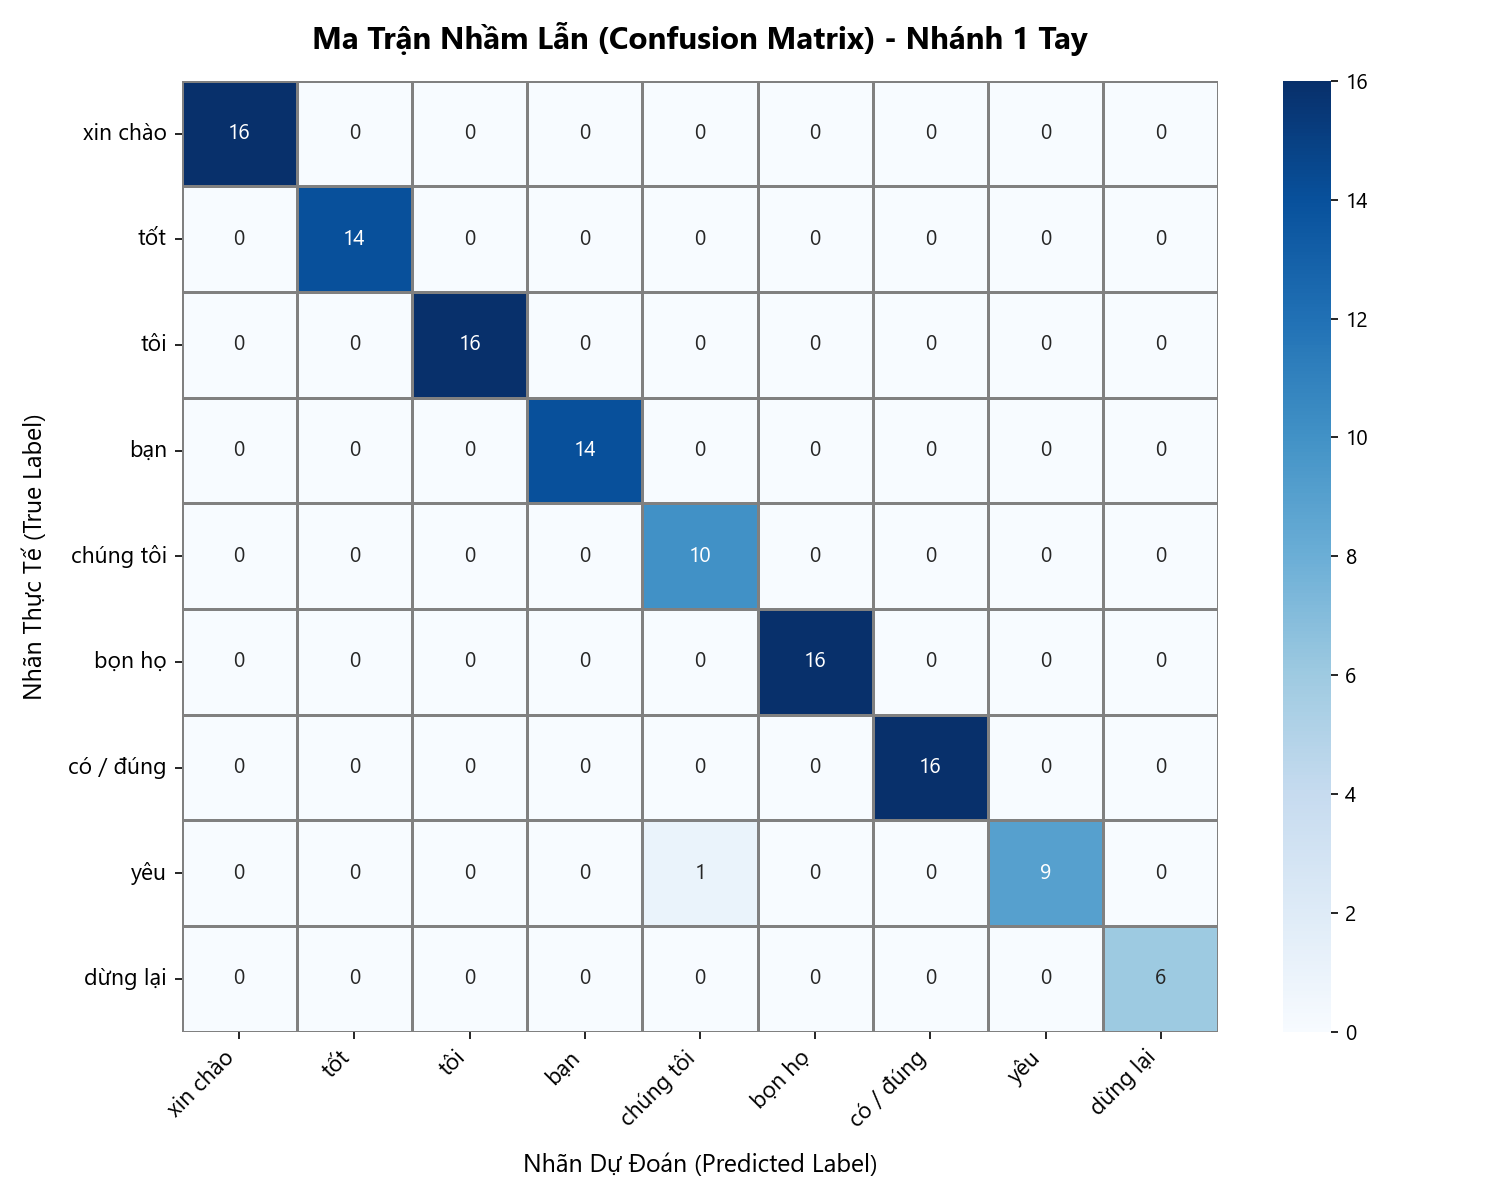 Ma Trận Nhầm Lẫn (Confusion Matrix) - Nhánh 1 Tay
Nhãn Thực Tế (True Label)
xin chào 16 0 0 0 0 0 0 0 0
tốt 0 14 0 0 0 0 0 0 0
tôi 0 0 16 0 0 0 0 0 0
bạn 0 0 0 14 0 0 0 0 0
chúng tôi 0 0 0 0 10 0 0 0 0
bọn họ 0 0 0 0 0 16 0 0 0
có / đúng 0 0 0 0 0 0 16 0 0
yêu 0 0 0 0 1 0 0 9 0
dừng lại 0 0 0 0 0 0 0 0 6
xin chào tốt tôi bạn chúng tôi bọn họ có / đúng yêu dừng lại
Nhãn Dự Đoán (Predicted Label)
16
14
12
10
8
6
4
2
0